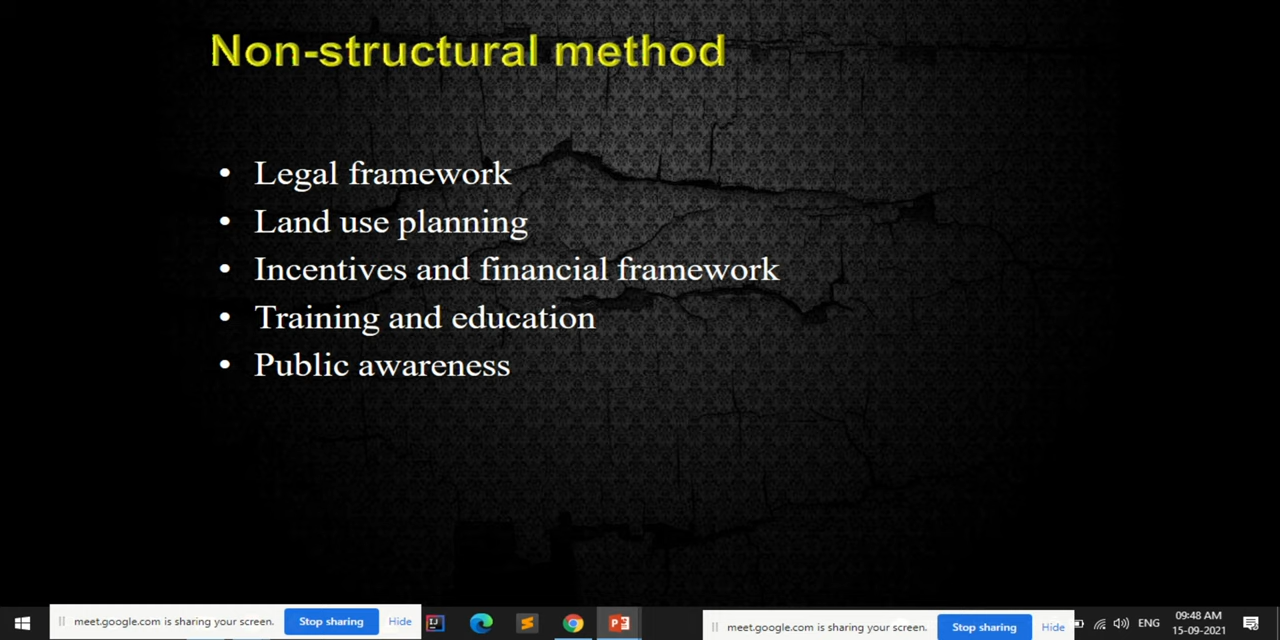 Non-structural method
• Legal framework
• Land use planning
• Incentives and financial framework
• Training and education
• Public awareness
meet.google.com is sharing your screen. Stop sharing Hide
meet.google.com is sharing your screen. Stop sharing Hide
ENG
09:48 AM
15-09-2021